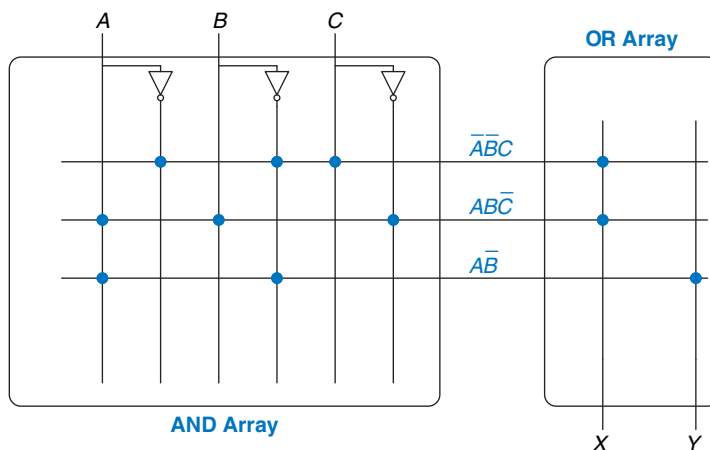 A B C
OR Array
A̅B̅C
ABC̅
AB̅
AND Array
X Y